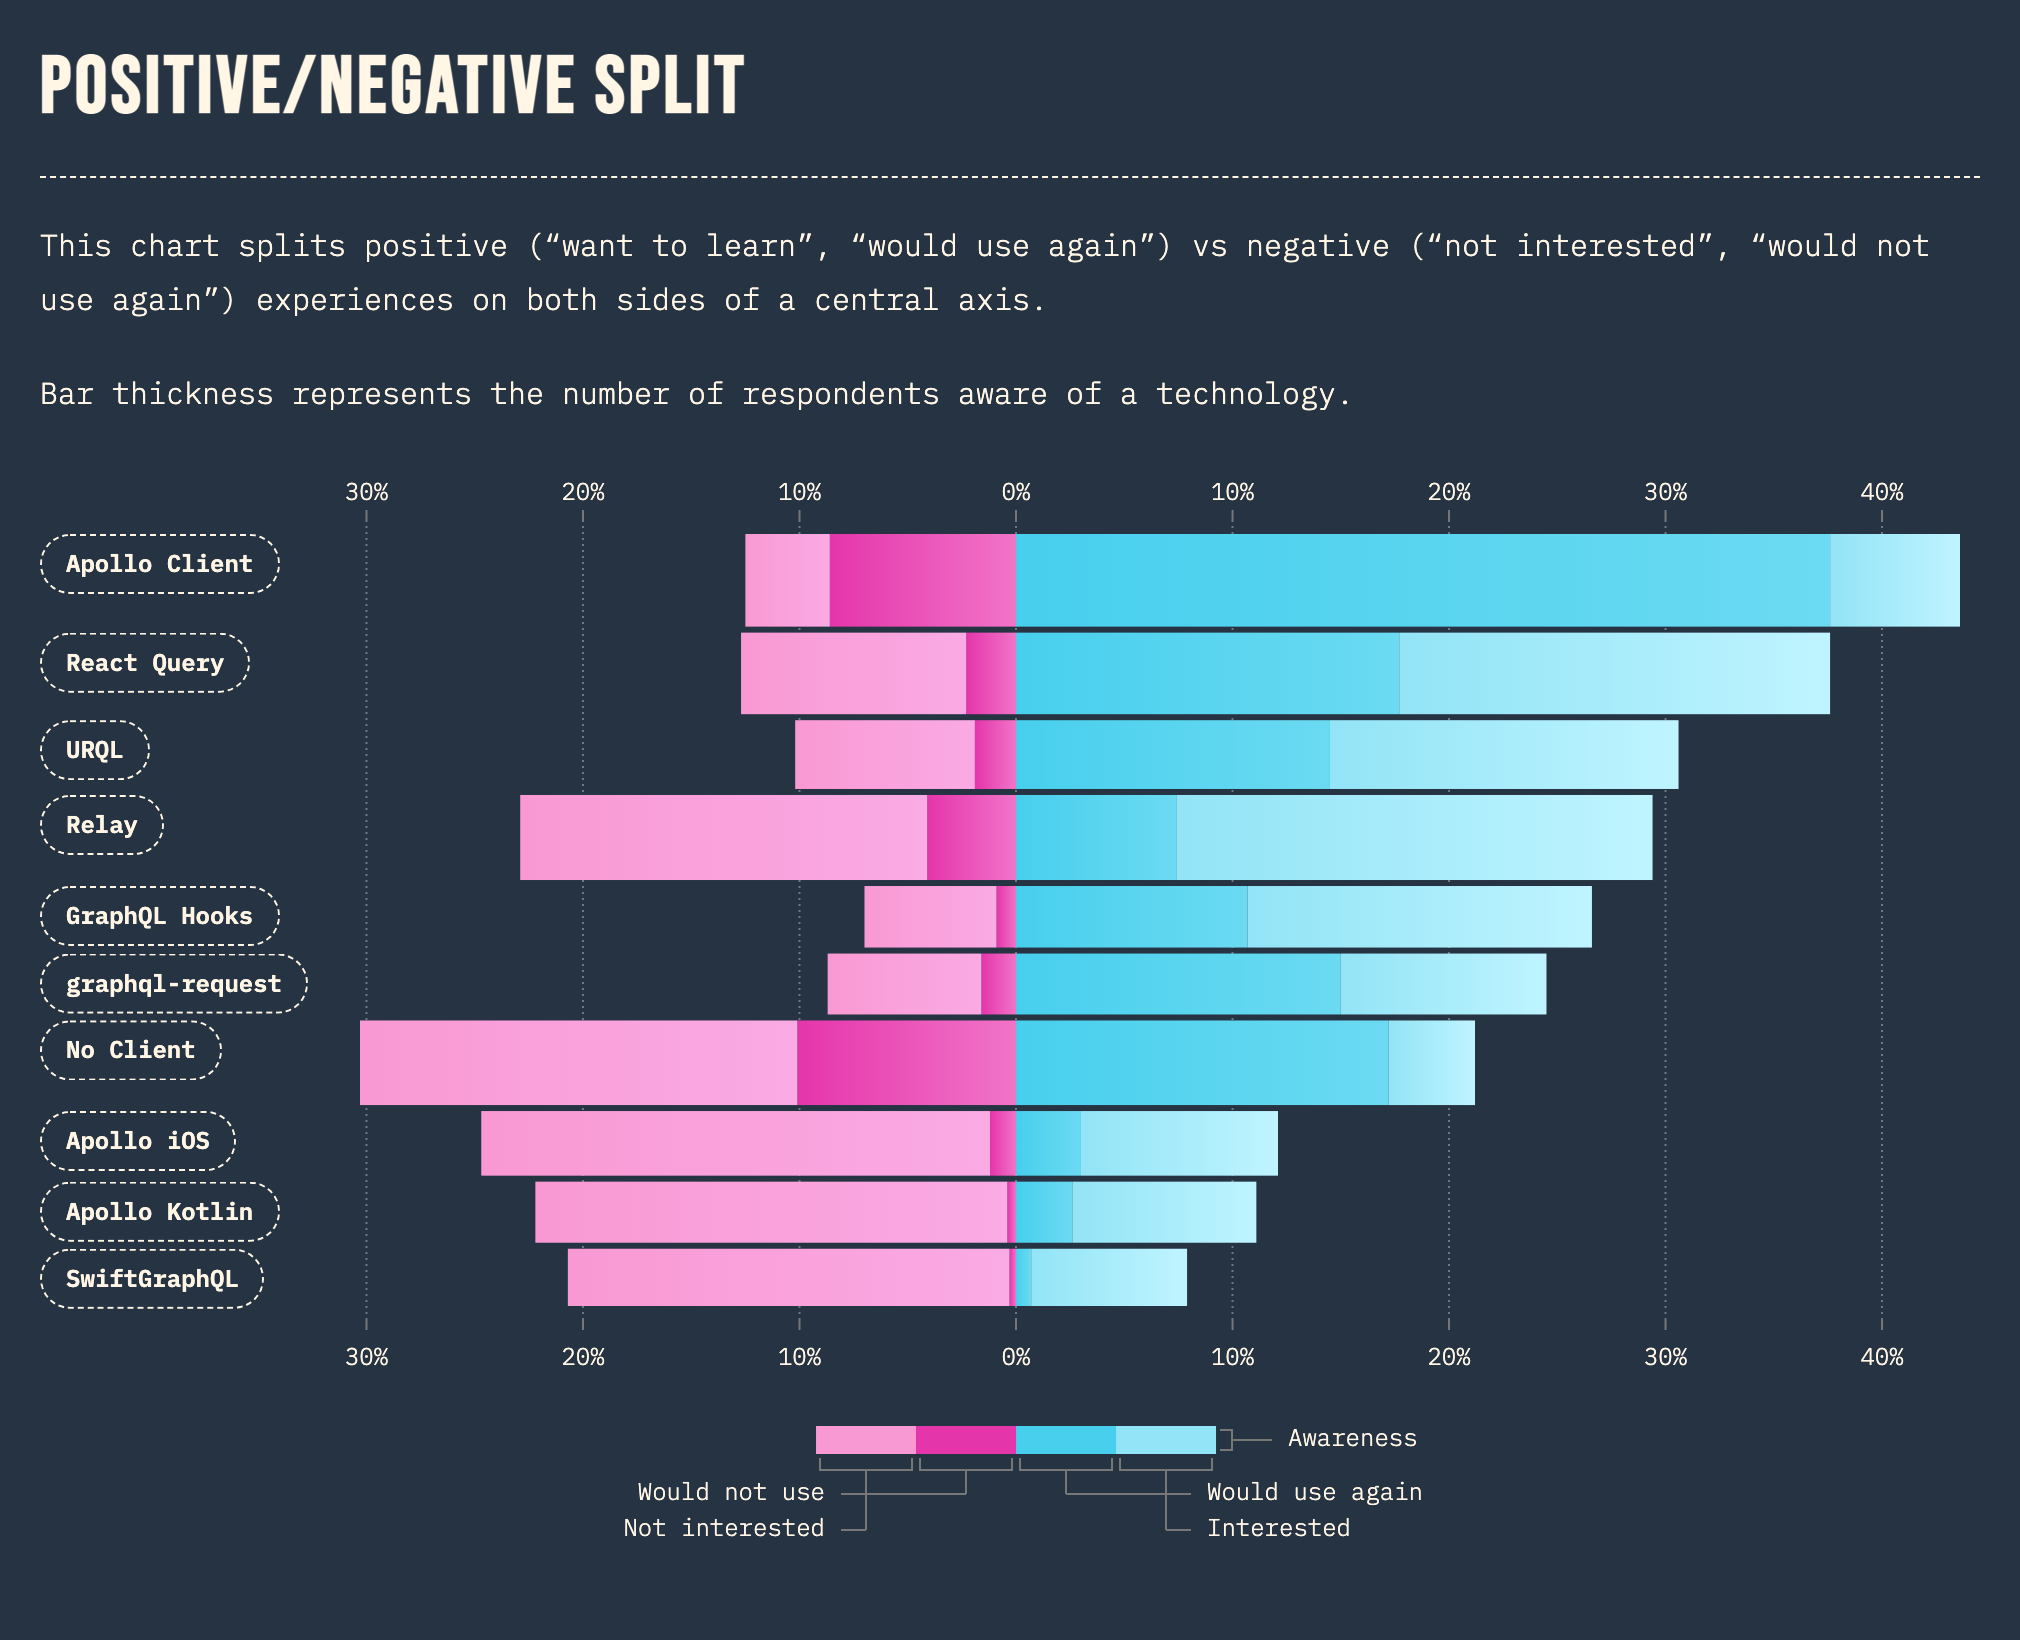 POSITIVE/NEGATIVE SPLIT
This chart splits positive (“want to learn”, “would use again”) vs negative (“not interested”, “would not
use again”) experiences on both sides of a central axis.
Bar thickness represents the number of respondents aware of a technology.
30% 20% 10% 0% 10% 20% 30% 40%
Apollo Client
React Query
URQL
Relay
GraphQL Hooks
graphql-request
No Client
Apollo iOS
Apollo Kotlin
SwiftGraphQL
30% 20% 10% 0% 10% 20% 30% 40%
Awareness
Would not use Would use again
Not interested Interested